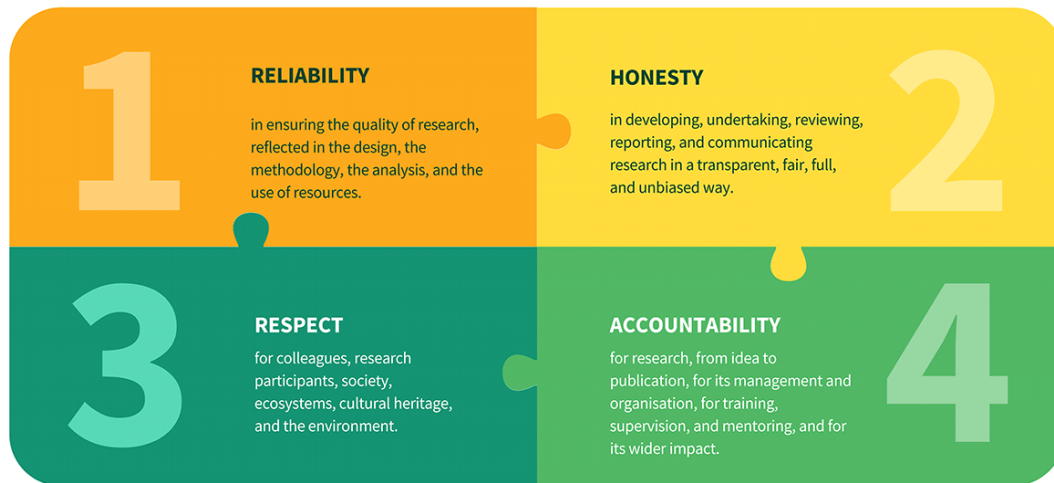 1
RELIABILITY
in ensuring the quality of research,
reflected in the design, the
methodology, the analysis, and the
use of resources.
2
HONESTY
in developing, undertaking, reviewing,
reporting, and communicating
research in a transparent, fair, full,
and unbiased way.
3
RESPECT
for colleagues, research
participants, society,
ecosystems, cultural heritage,
and the environment.
4
ACCOUNTABILITY
for research, from idea to
publication, for its management and
organisation, for training,
supervision, and mentoring, and for
its wider impact.